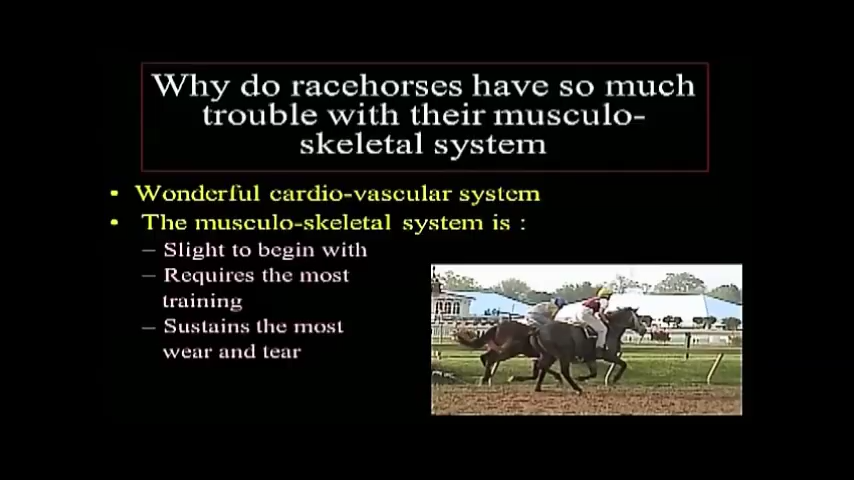 Why do racehorses have so much
trouble with their musculo-
skeletal system
• Wonderful cardio-vascular system
• The musculo-skeletal system is :
– Slight to begin with
– Requires the most
training
– Sustains the most
wear and tear